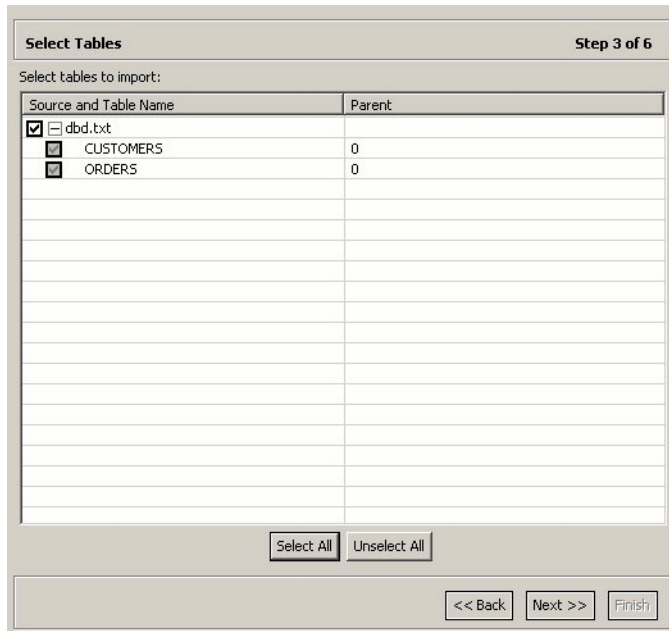 Select Tables Step 3 of 6
Select tables to import:
Source and Table Name Parent
dbd.txt
CUSTOMERS 0
ORDERS 0
Select All Unselect All
<< Back Next >> Finish